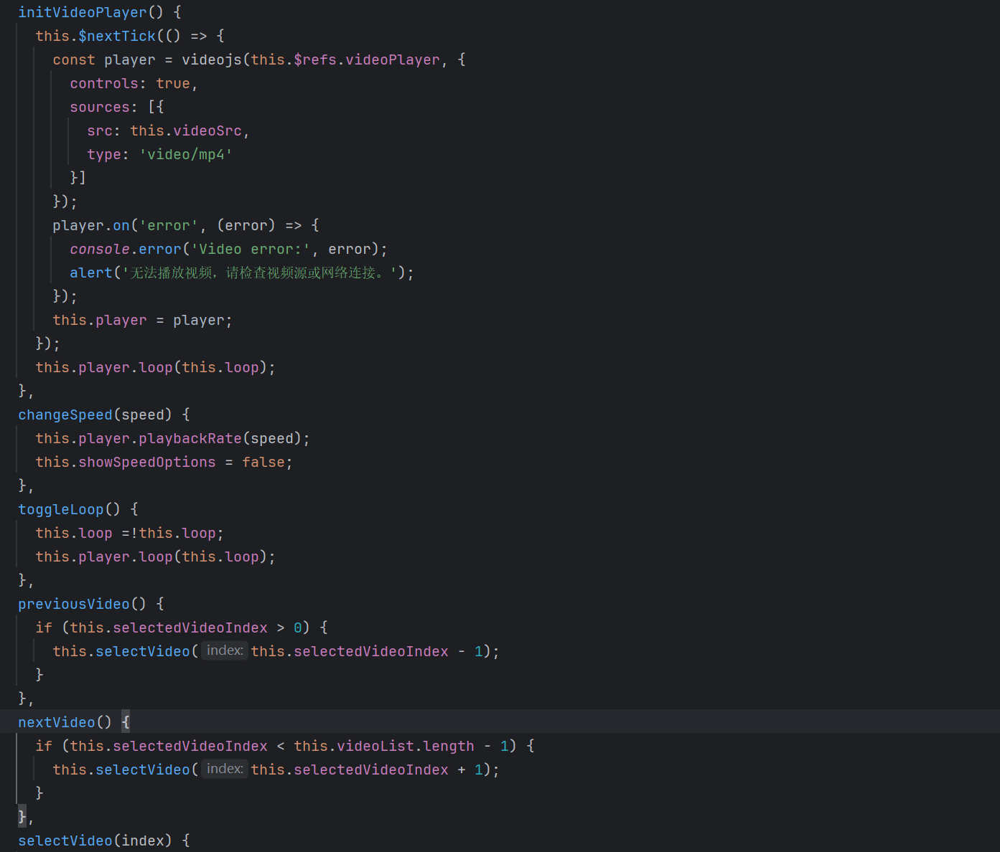 initVideoPlayer() {
this.$nextTick(() => {
const player = videojs(this.$refs.videoPlayer, {
controls: true,
sources: [{
src: this.videoSrc,
type: 'video/mp4'
}]
});
player.on('error', (error) => {
console.error('Video error:', error);
alert('无法播放视频，请检查视频源或网络连接。');
});
this.player = player;
});
this.player.loop(this.loop);
},
changeSpeed(speed) {
this.player.playbackRate(speed);
this.showSpeedOptions = false;
},
toggleLoop() {
this.loop =!this.loop;
this.player.loop(this.loop);
},
previousVideo() {
if (this.selectedVideoIndex > 0) {
this.selectVideo( index: this.selectedVideoIndex - 1);
}
},
nextVideo() {
if (this.selectedVideoIndex < this.videoList.length - 1) {
this.selectVideo( index: this.selectedVideoIndex + 1);
}
},
selectVideo(index) {